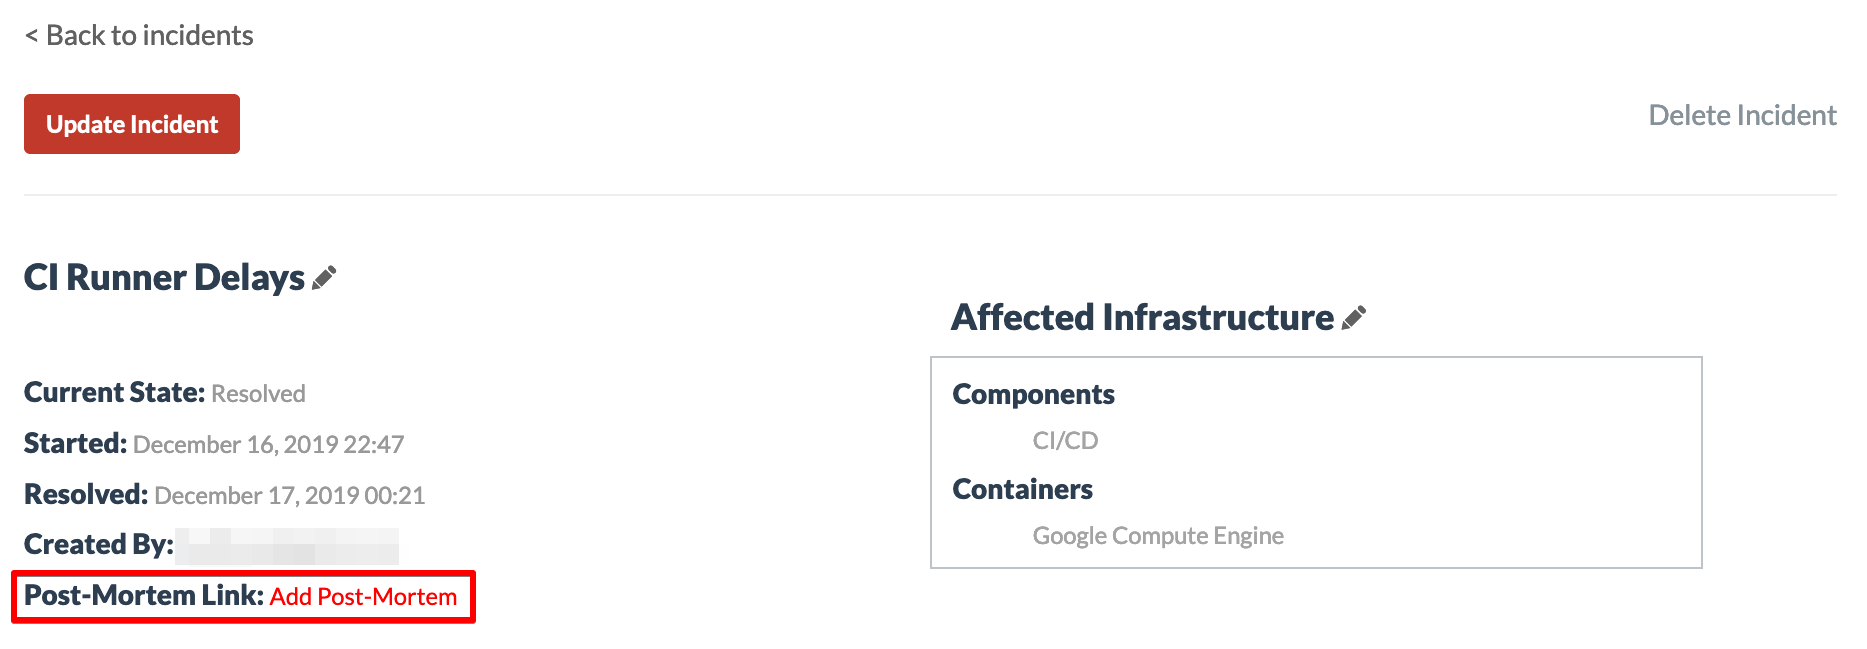 < Back to incidents
Update Incident
Delete Incident
CI Runner Delays
Current State: Resolved
Started: December 16, 2019 22:47
Resolved: December 17, 2019 00:21
Created By:
Post-Mortem Link: Add Post-Mortem
Affected Infrastructure
Components
CI/CD
Containers
Google Compute Engine